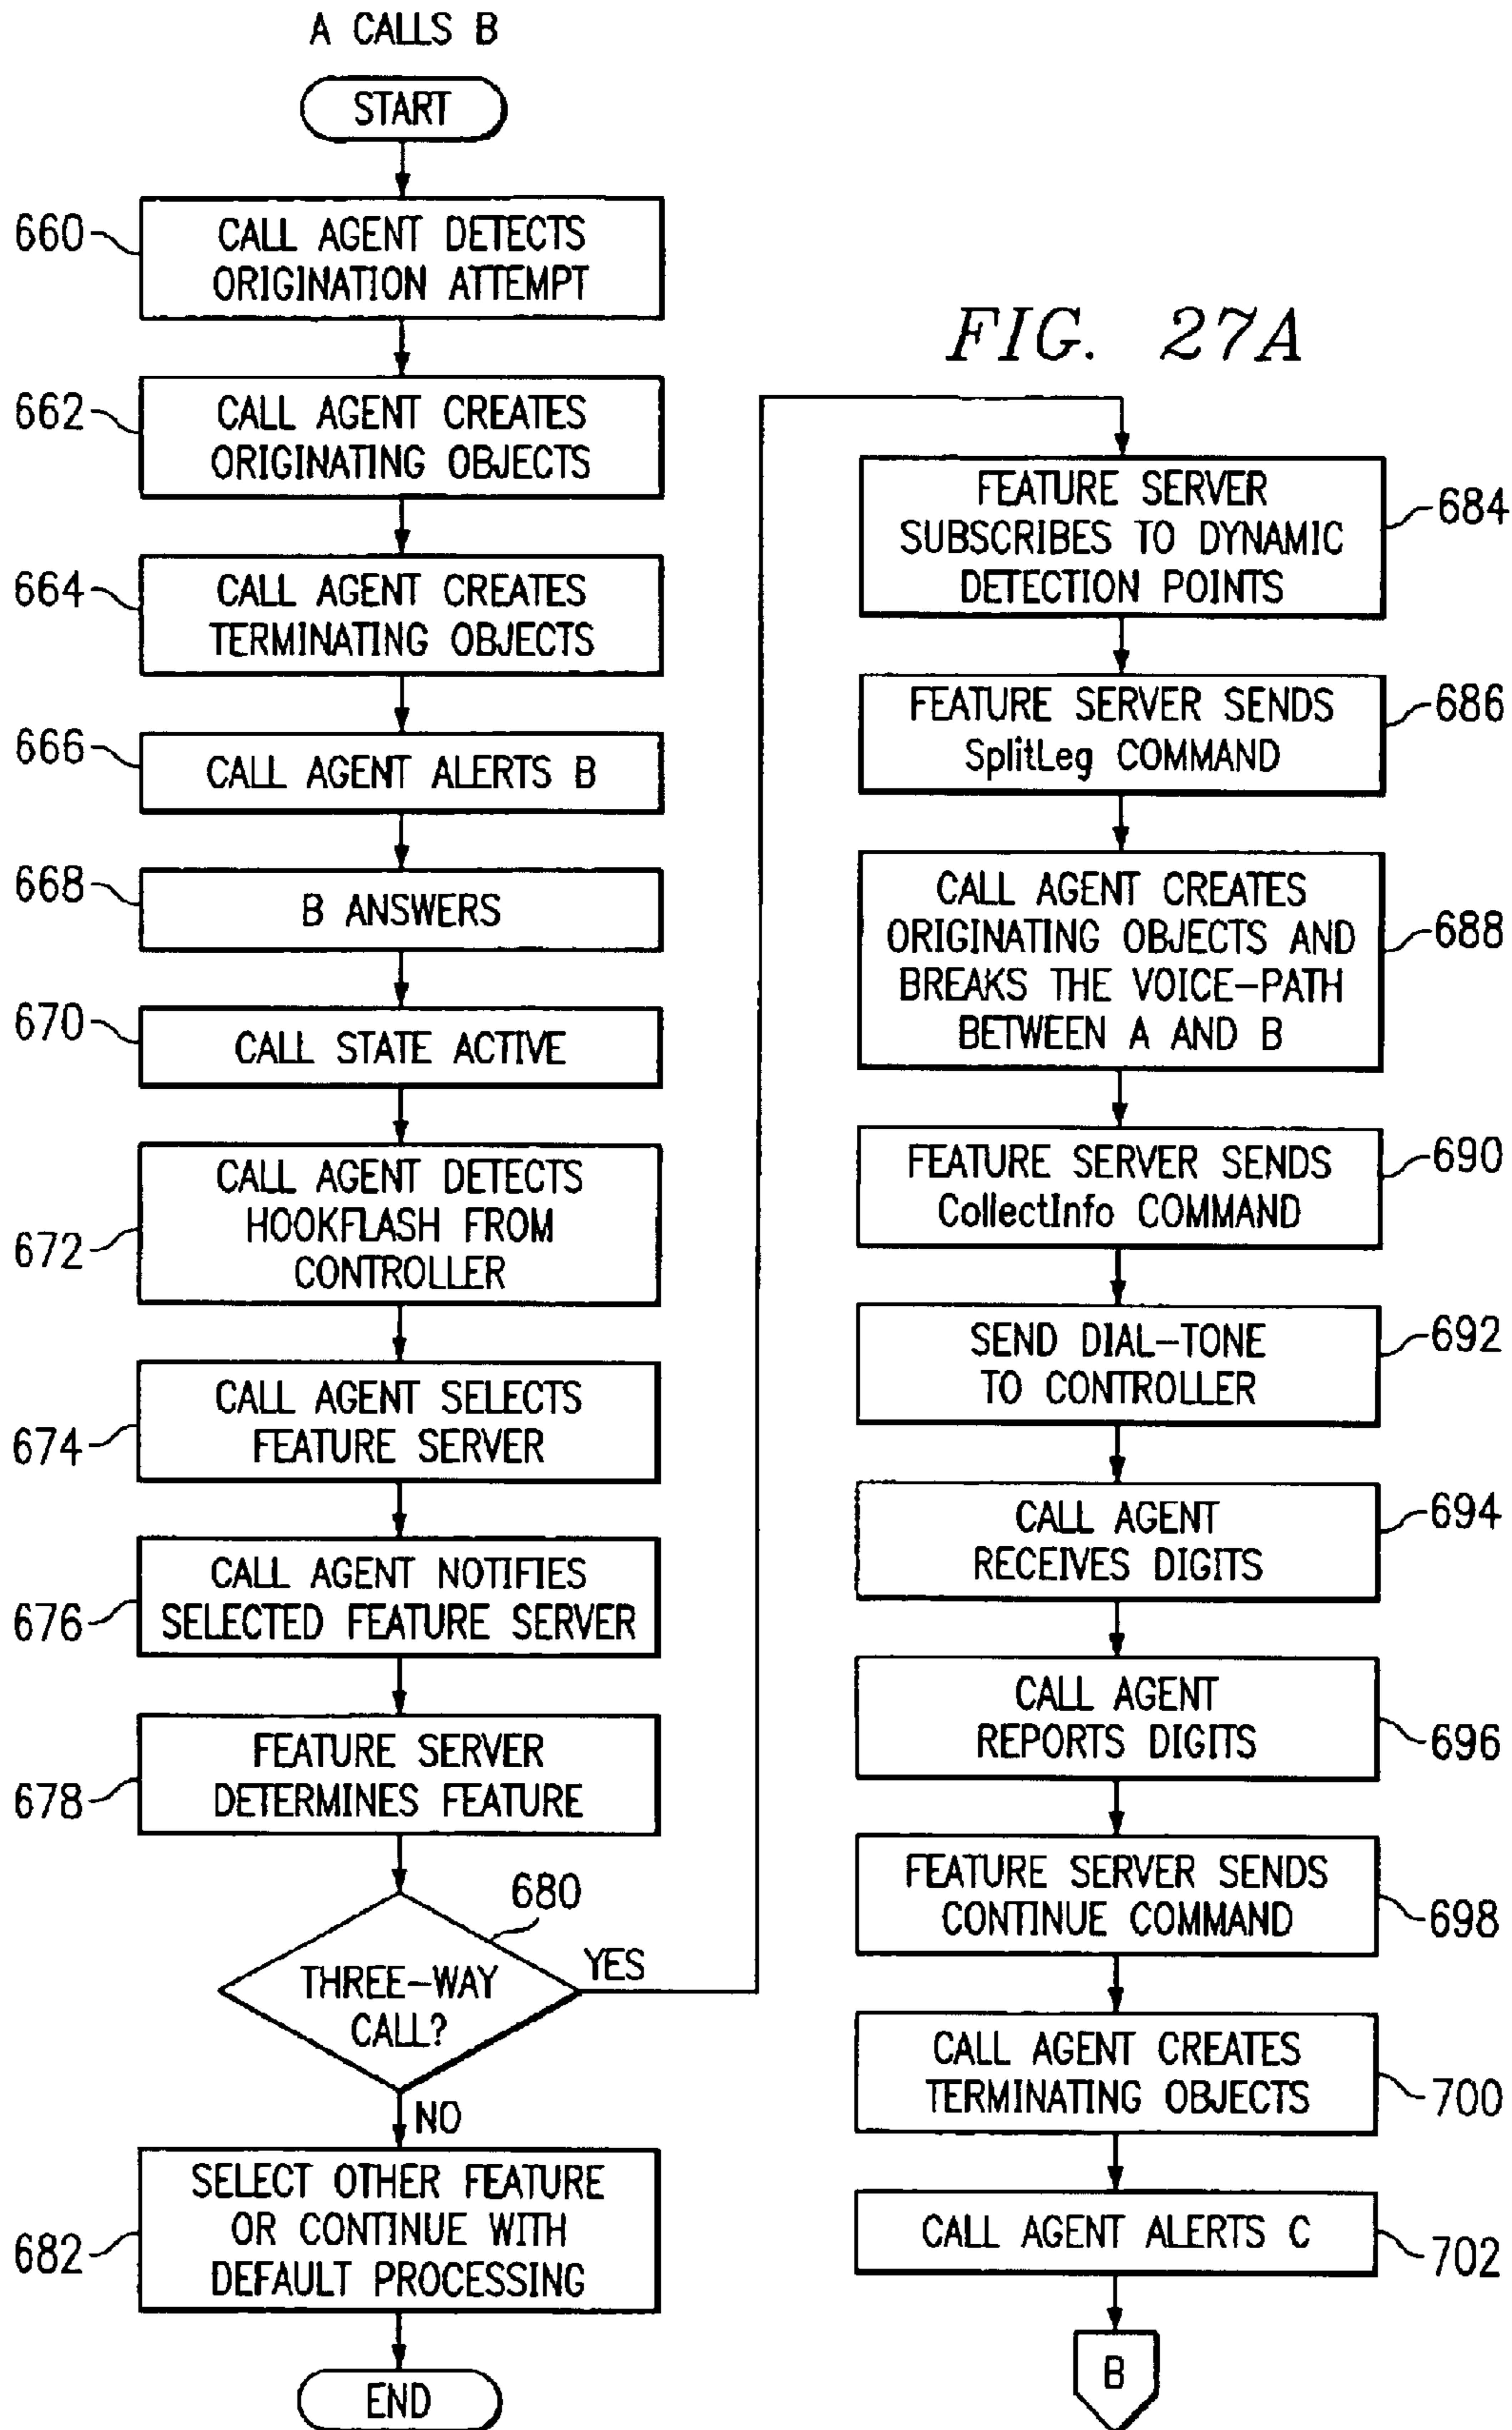 A CALLS B
START
660
CALL AGENT DETECTS
ORIGINATION ATTEMPT
662
CALL AGENT CREATES
ORIGINATING OBJECTS
664
CALL AGENT CREATES
TERMINATING OBJECTS
666
CALL AGENT ALERTS B
668
B ANSWERS
670
CALL STATE ACTIVE
672
CALL AGENT DETECTS
HOOKFLASH FROM
CONTROLLER
674
CALL AGENT SELECTS
FEATURE SERVER
676
CALL AGENT NOTIFIES
SELECTED FEATURE SERVER
678
FEATURE SERVER
DETERMINES FEATURE
680
THREE-WAY
CALL?
YES
NO
682
SELECT OTHER FEATURE
OR CONTINUE WITH
DEFAULT PROCESSING
END
FIG. 27A
FEATURE SERVER
SUBSCRIBES TO DYNAMIC
DETECTION POINTS
684
FEATURE SERVER SENDS
SplitLeg COMMAND
686
CALL AGENT CREATES
ORIGINATING OBJECTS AND
BREAKS THE VOICE-PATH
BETWEEN A AND B
688
FEATURE SERVER SENDS
CollectInfo COMMAND
690
SEND DIAL-TONE
TO CONTROLLER
692
CALL AGENT
RECEIVES DIGITS
694
CALL AGENT
REPORTS DIGITS
696
FEATURE SERVER SENDS
CONTINUE COMMAND
698
CALL AGENT CREATES
TERMINATING OBJECTS
700
CALL AGENT ALERTS C
702
B